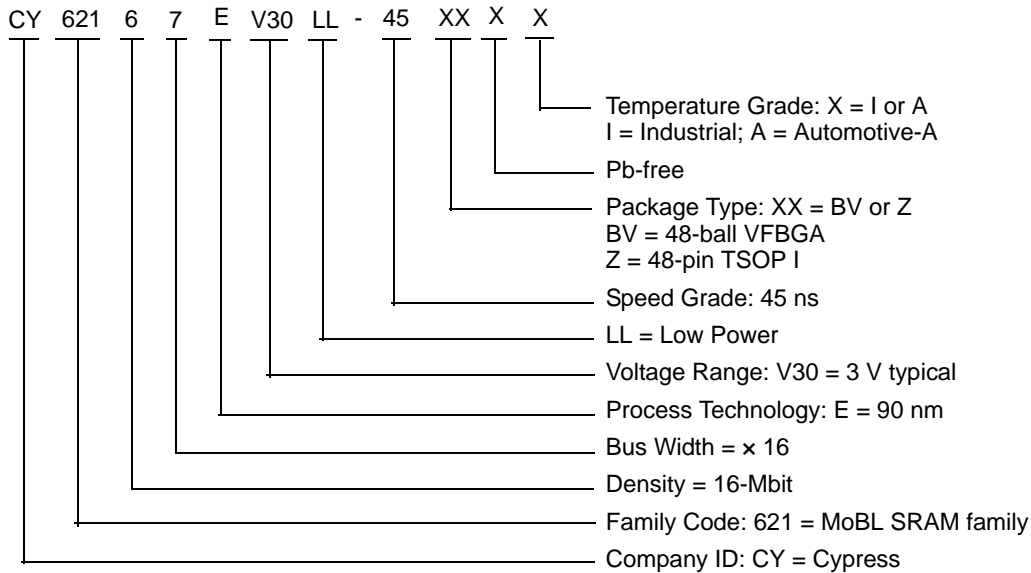 CY 621 6 7 E V30 LL - 45 XX X X
Temperature Grade: X = I or A
I = Industrial; A = Automotive-A
Pb-free
Package Type: XX = BV or Z
BV = 48-ball VFBGA
Z = 48-pin TSOP I
Speed Grade: 45 ns
LL = Low Power
Voltage Range: V30 = 3 V typical
Process Technology: E = 90 nm
Bus Width = × 16
Density = 16-Mbit
Family Code: 621 = MoBL SRAM family
Company ID: CY = Cypress